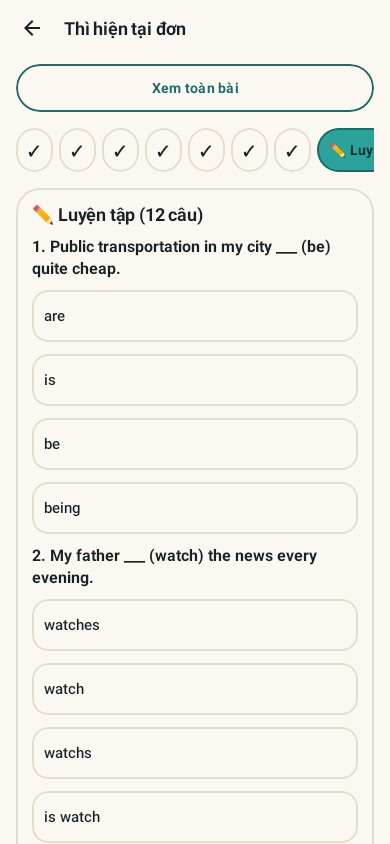 Thì hiện tại đơn
Xem toàn bài
✓ ✓ ✓ ✓ ✓ ✓ ✓ ✏️ Luy
✏️ Luyện tập (12 câu)
1. Public transportation in my city ___ (be)
quite cheap.
are
is
be
being
2. My father ___ (watch) the news every
evening.
watches
watch
watchs
is watch